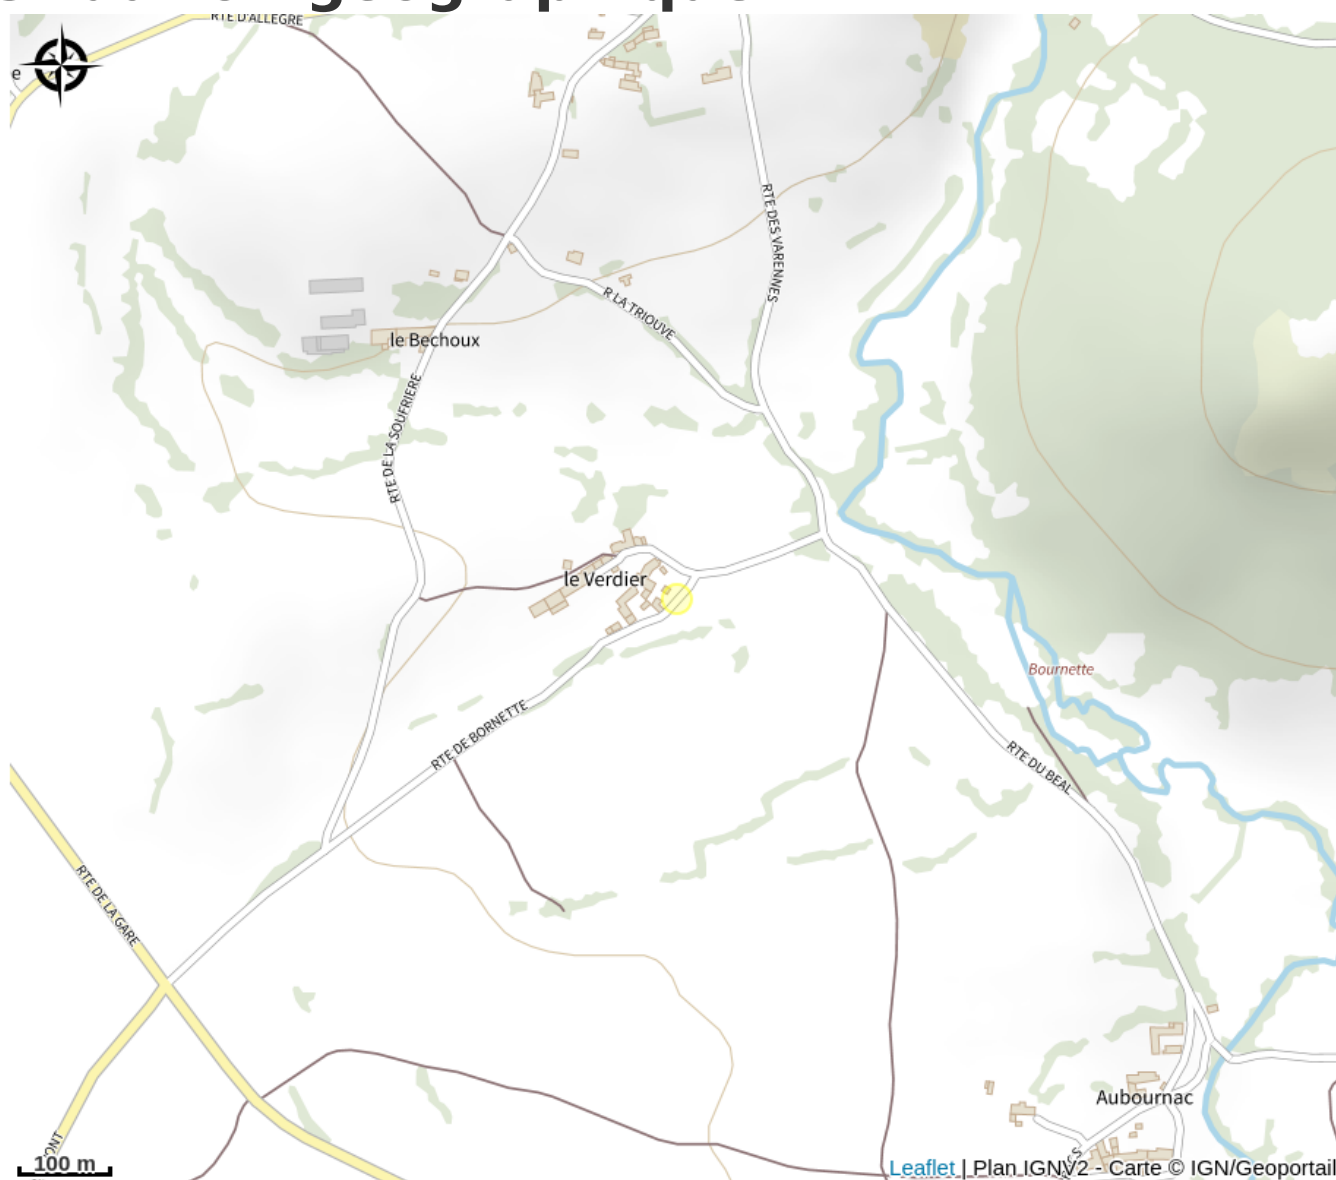 RTE D'ALLEGRE
e
RTE DES VARENNES
R LA TRIOUVE
le Bechoux
RTE DE LA SOUFRIERE
le Verdier
Bournette
RTE DE BORNETTE
RTE DU BEAL
RTE DE LA GARE
Aubournac
ONT
100 m
Leaflet | Plan IGNV2 - Carte © IGN/Geoportail